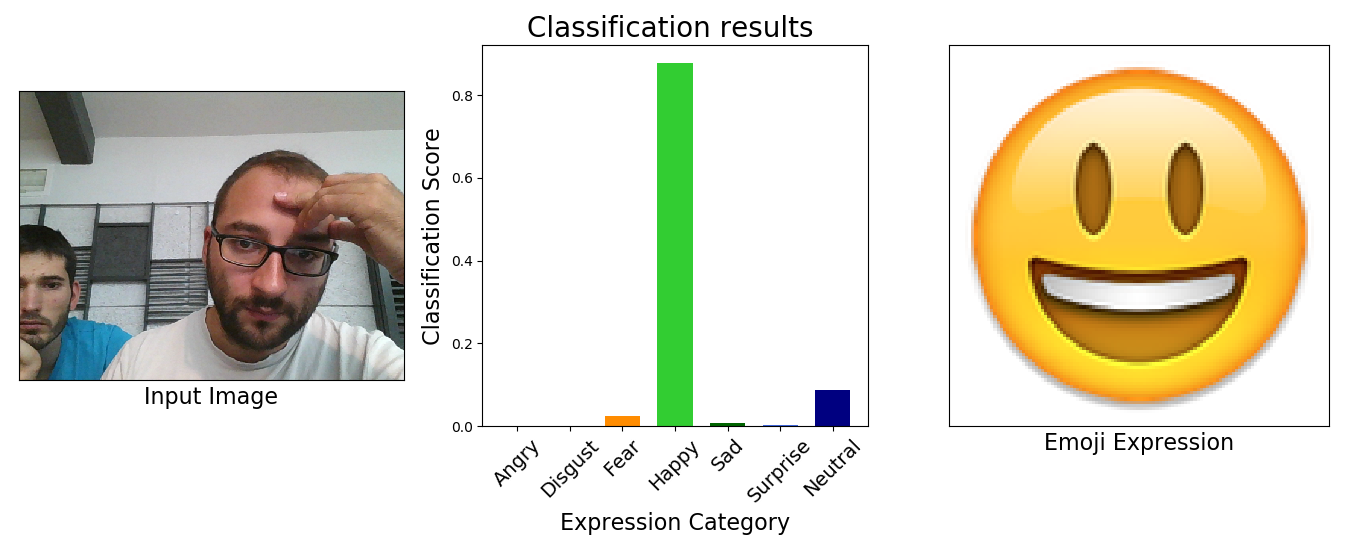 Classification results
Input Image
Classification Score
0.8
0.6
0.4
0.2
0.0
Angry
Disgust
Fear
Happy
Sad
Surprise
Neutral
Expression Category
Emoji Expression